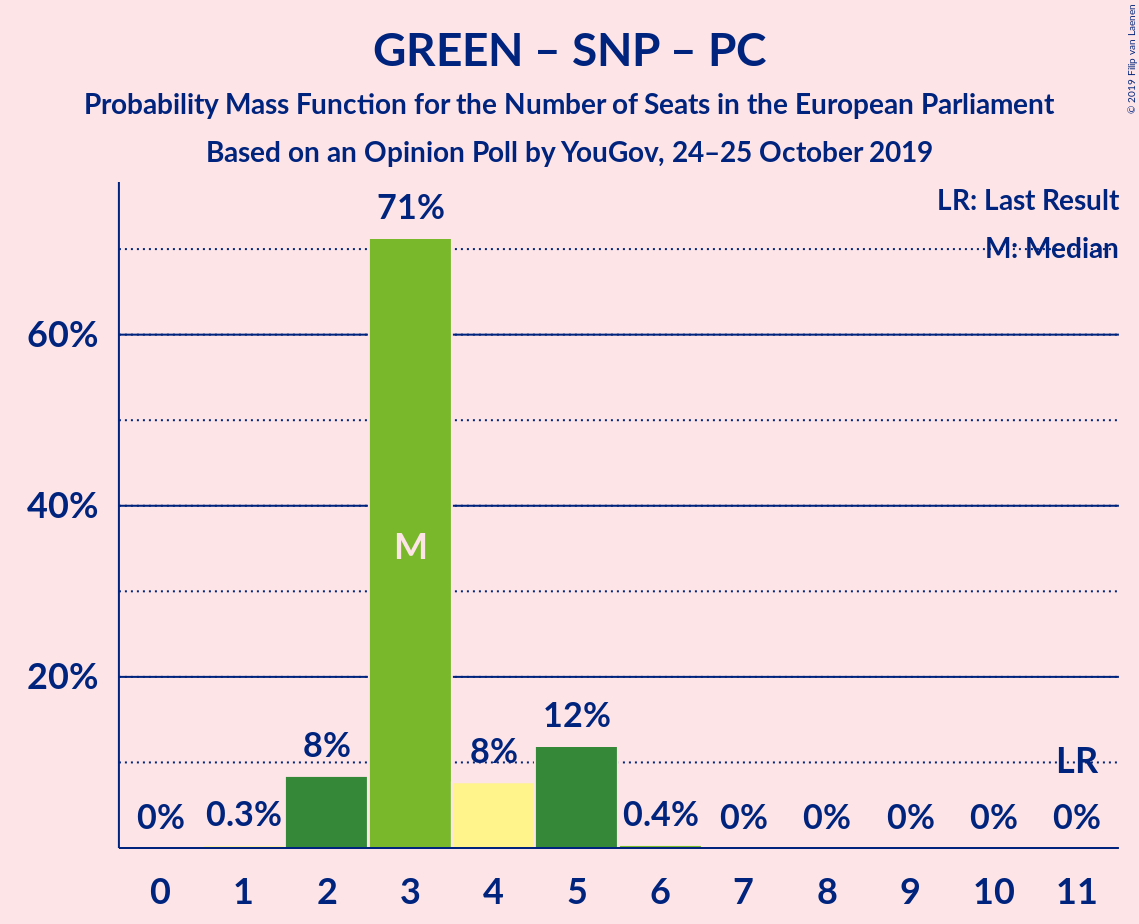 GREEN – SNP – PC
Probability Mass Function for the Number of Seats in the European Parliament
Based on an Opinion Poll by YouGov, 24–25 October 2019
© 2019 Filip van Laenen
LR: Last Result
M: Median
71%
60%
40%
M
20%
12%
8%
8%
LR
0%
0.3%
0.4%
0%
0%
0%
0%
0%
0 1 2 3 4 5 6 7 8 9 10 11